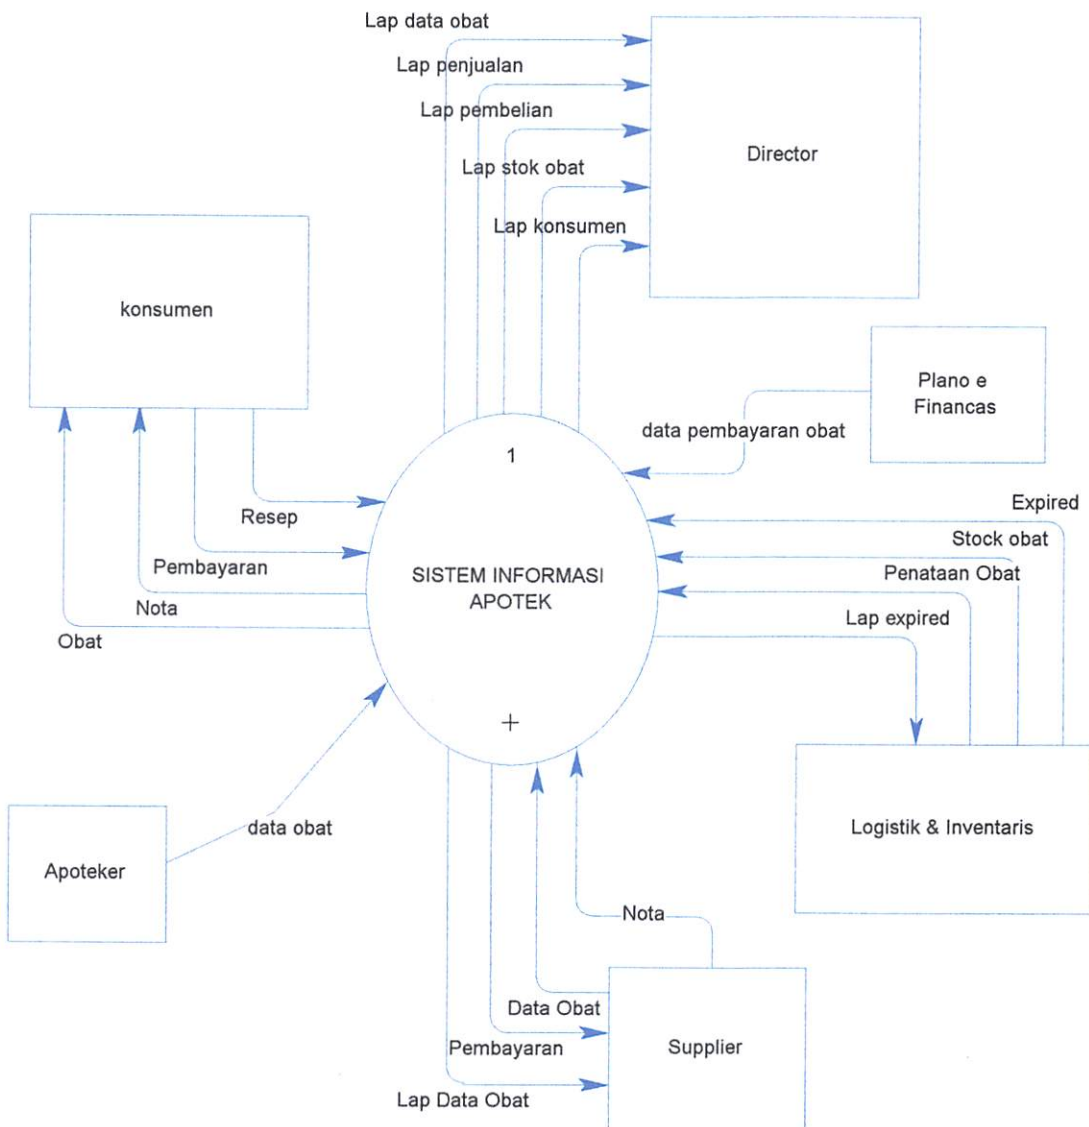 Lap data obat
Lap penjualan
Lap pembelian
Lap stok obat
Lap konsumen
Director
konsumen
Plano e
Financas
data pembayaran obat
1
SISTEM INFORMASI
APOTEK
+
Resep
Pembayaran
Nota
Obat
Expired
Stock obat
Penataan Obat
Lap expired
Logistik & Inventaris
Apoteker
data obat
Nota
Data Obat
Pembayaran
Lap Data Obat
Supplier